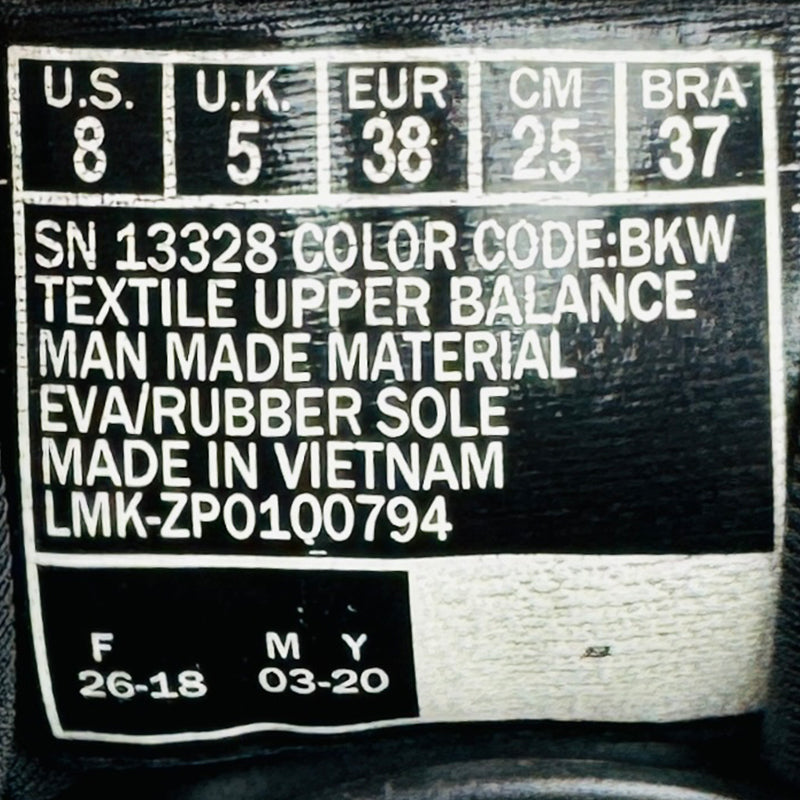 U.S. U.K. EUR CM BRA
8 5 38 25 37
SN 13328 COLOR CODE:BKW
TEXTILE UPPER BALANCE
MAN MADE MATERIAL
EVA/RUBBER SOLE
MADE IN VIETNAM
LMK-ZPO1Q0794
F M Y
26-18 03-20